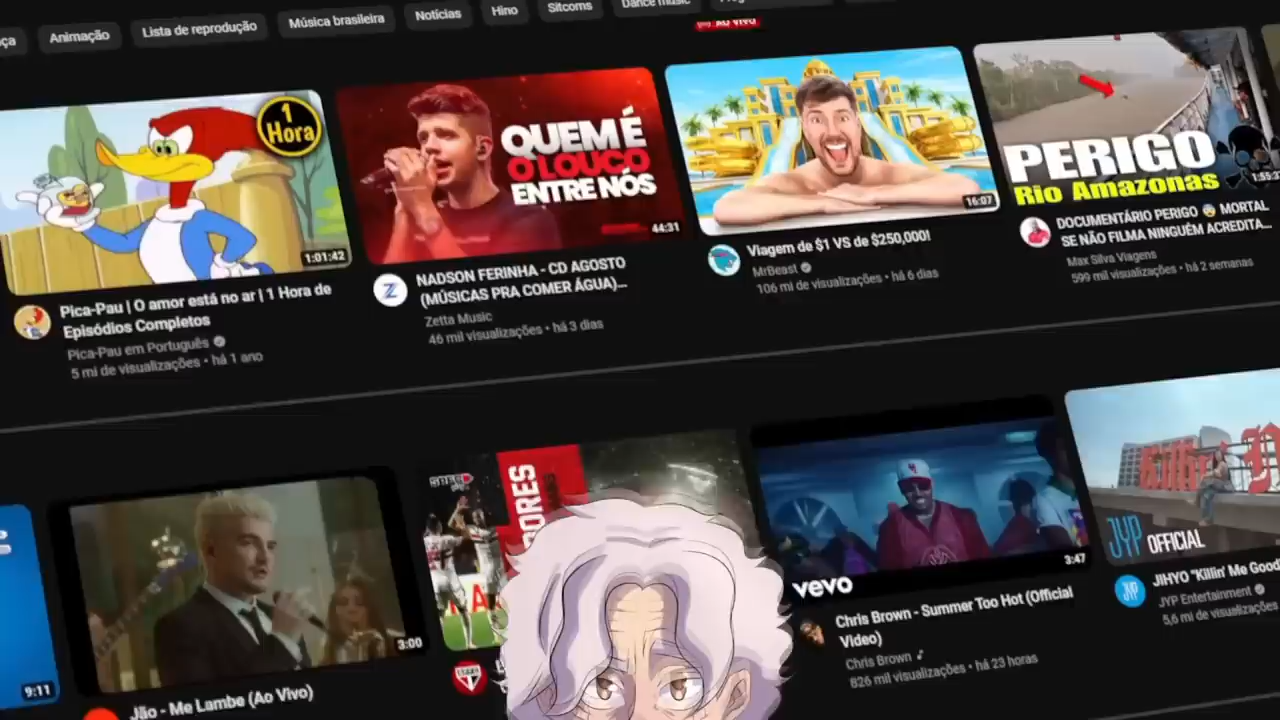 Animação
Lista de reprodução
Música brasileira
Notícias
Hino
Sitcoms
Dance music
AO VIVO
1
Hora
1:01:42
Pica-Pau | O amor está no ar | 1 Hora de
Episódios Completos
Pica-Pau em Português
5 mi de visualizações • há 1 ano
QUEM É
O LOUCO
ENTRE NÓS
44:31
Z
NADSON FERINHA - CD AGOSTO
(MÚSICAS PRA COMER ÁGUA)...
Zetta Music
46 mil visualizações • há 3 dias
16:07
Viagem de $1 VS de $250,000!
MrBeast
106 mi de visualizações • há 6 dias
PERIGO
Rio Amazonas
DOCUMENTÁRIO PERIGO 😨 MORTAL
SE NÃO FILMA NINGUÉM ACREDITA...
Max Silva Viagens
599 mil visualizações • há 2 semanas
9:11
3:00
Jão - Me Lambe (Ao Vivo)
vevo
3:47
Chris Brown - Summer Too Hot (Official
Video)
Chris Brown
826 mil visualizações • há 23 horas
JYP OFFICIAL
JYP
JIHYO "Killin' Me Good
JYP Entertainment
5,6 mi de visualizações